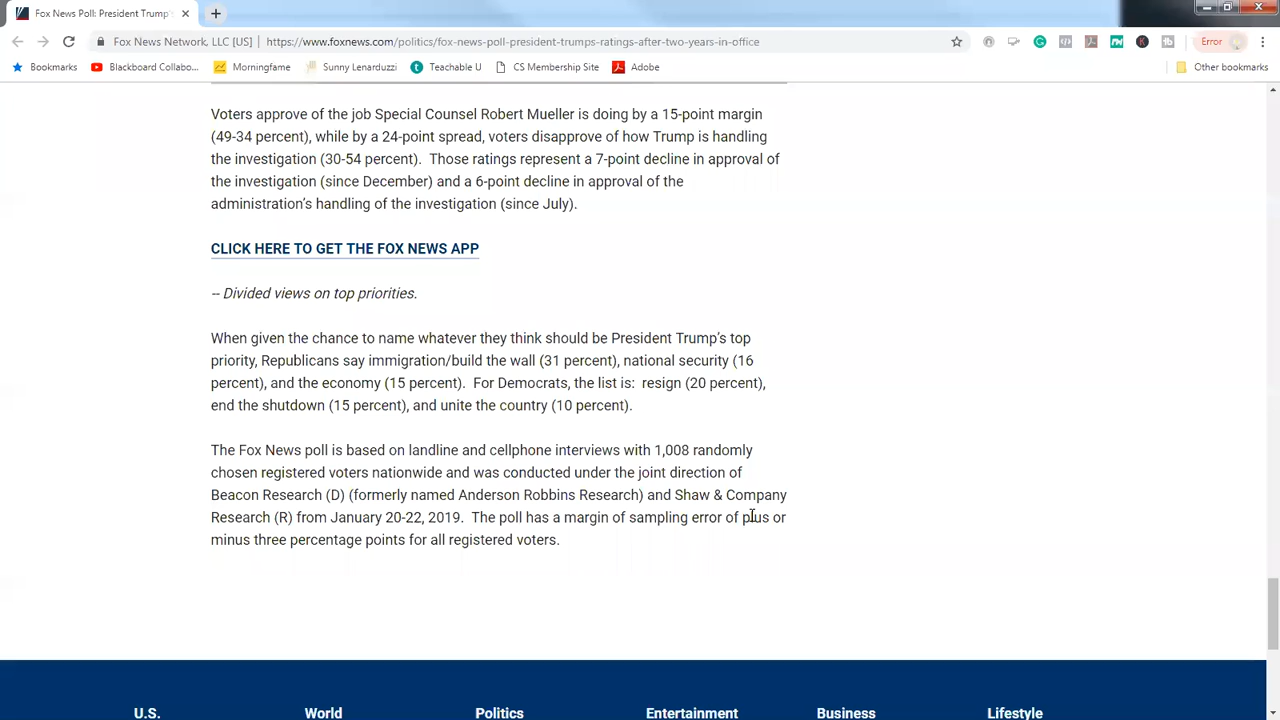 Fox News Poll: President Trump'
Fox News Network, LLC [US] | https://www.foxnews.com/politics/fox-news-poll-president-trumps-ratings-after-two-years-in-office
Error
Bookmarks Blackboard Collabo... Morningfame Sunny Lenarduzzi Teachable U CS Membership Site Adobe Other bookmarks
Voters approve of the job Special Counsel Robert Mueller is doing by a 15-point margin
(49-34 percent), while by a 24-point spread, voters disapprove of how Trump is handling
the investigation (30-54 percent).  Those ratings represent a 7-point decline in approval of
the investigation (since December) and a 6-point decline in approval of the
administration’s handling of the investigation (since July).
CLICK HERE TO GET THE FOX NEWS APP
-- Divided views on top priorities.
When given the chance to name whatever they think should be President Trump’s top
priority, Republicans say immigration/build the wall (31 percent), national security (16
percent), and the economy (15 percent).  For Democrats, the list is:  resign (20 percent),
end the shutdown (15 percent), and unite the country (10 percent).
The Fox News poll is based on landline and cellphone interviews with 1,008 randomly
chosen registered voters nationwide and was conducted under the joint direction of
Beacon Research (D) (formerly named Anderson Robbins Research) and Shaw & Company
Research (R) from January 20-22, 2019.  The poll has a margin of sampling error of plus or
minus three percentage points for all registered voters.
U.S. World Politics Entertainment Business Lifestyle